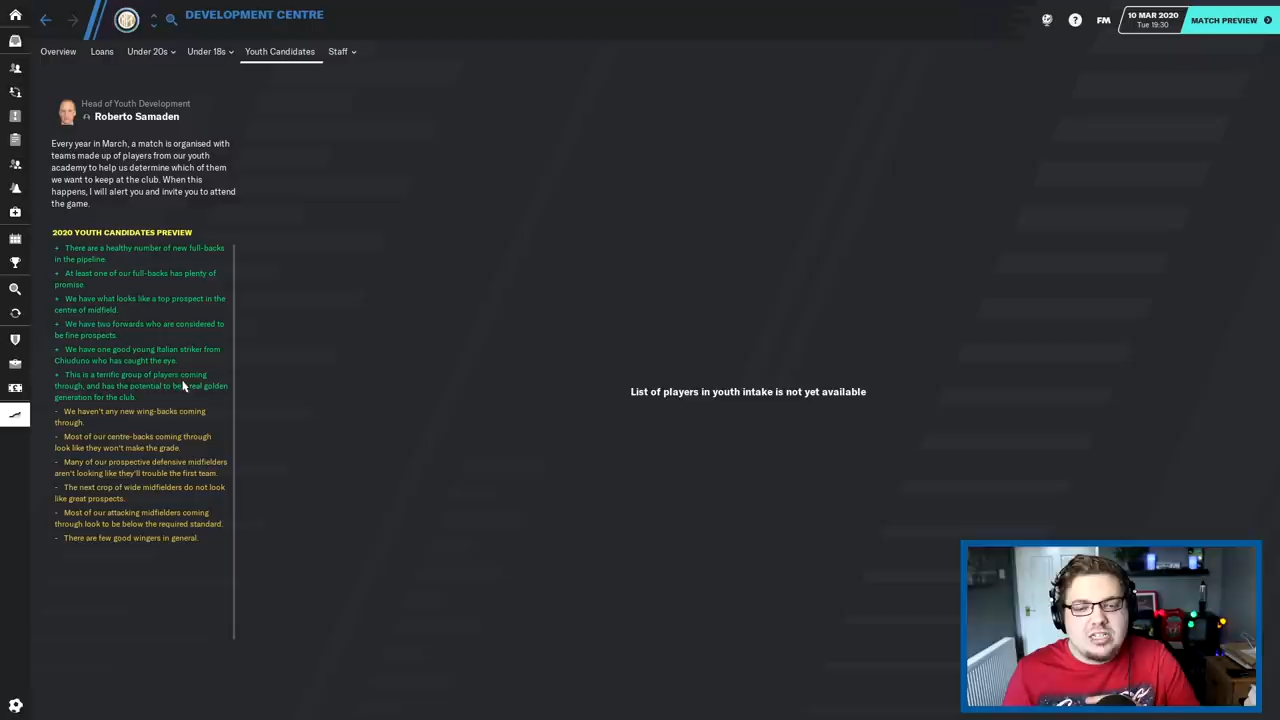 DEVELOPMENT CENTRE
FM
10 MAR 2020
Tue 19:30
MATCH PREVIEW
Overview
Loans
Under 20s
Under 18s
Youth Candidates
Staff
Head of Youth Development
Roberto Samaden
Every year in March, a match is organised with
teams made up of players from our youth
academy to help us determine which of them
we want to keep at the club. When this
happens, I will alert you and invite you to attend
the game.
2020 YOUTH CANDIDATES PREVIEW
+ There are a healthy number of new full-backs
in the pipeline.
+ At least one of our full-backs has plenty of
promise.
+ We have what looks like a top prospect in the
centre of midfield.
+ We have two forwards who are considered to
be fine prospects.
+ We have one good young Italian striker from
Chiuduno who has caught the eye.
+ This is a terrific group of players coming
through, and has the potential to be real golden
generation for the club.
- We haven't any new wing-backs coming
through.
- Most of our centre-backs coming through
look like they won't make the grade.
- Many of our prospective defensive midfielders
aren't looking like they'll trouble the first team.
- The next crop of wide midfielders do not look
like great prospects.
- Most of our attacking midfielders coming
through look to be below the required standard.
- There are few good wingers in general.
List of players in youth intake is not yet available